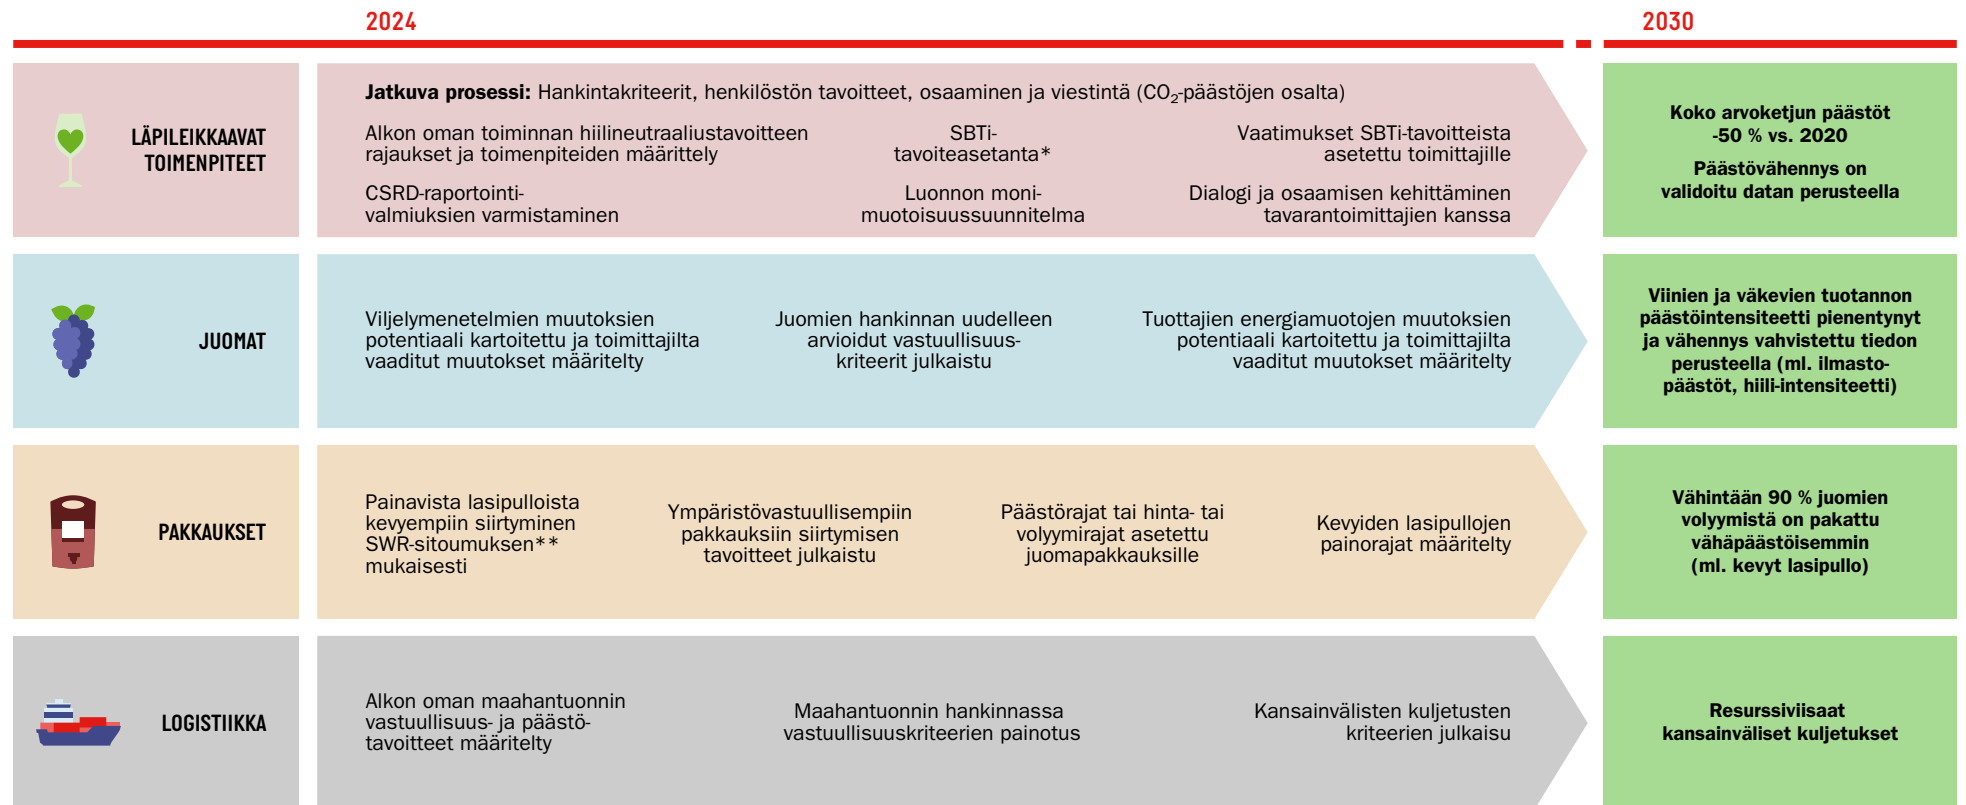 2024
2030
LÄPILEIKKAAVAT
TOIMENPITEET
Jatkuva prosessi: Hankintakriteerit, henkilöstön tavoitteet, osaaminen ja viestintä (CO₂-päästöjen osalta)
Alkon oman toiminnan hiilineutraaliustavoitteen
rajaukset ja toimenpiteiden määrittely
SBTi-
tavoiteasetanta*
Vaatimukset SBTi-tavoitteista
asetettu toimittajille
CSRD-raportointi-
valmiuksien varmistaminen
Luonnon moni-
muotoisuussuunnitelma
Dialogi ja osaamisen kehittäminen
tavarantoimittajien kanssa
Koko arvoketjun päästöt
-50 % vs. 2020
Päästövähennys on
validoitu datan perusteella
JUOMAT
Viljelymenetelmien muutoksien
potentiaali kartoitettu ja toimittajilta
vaaditut muutokset määritelty
Juomien hankinnan uudelleen
arvioidut vastuullisuus-
kriteerit julkaistu
Tuottajien energiamuotojen muutoksien
potentiaali kartoitettu ja toimittajilta
vaaditut muutokset määritelty
Viinien ja väkevien tuotannon
päästöintensiteetti pienentynyt
ja vähennys vahvistettu tiedon
perusteella (ml. ilmasto-
päästöt, hiili-intensiteetti)
PAKKAUKSET
Painavista lasipulloista
kevyempiin siirtyminen
SWR-sitoumuksen**
mukaisesti
Ympäristövastuullisempiin
pakkauksiin siirtymisen
tavoitteet julkaistu
Päästörajat tai hinta- tai
volyymirajat asetettu
juomapakkauksille
Kevyiden lasipullojen
painorajat määritelty
Vähintään 90 % juomien
volyymistä on pakattu
vähäpäästöisemmin
(ml. kevyt lasipullo)
LOGISTIIKKA
Alkon oman maahantuonnin
vastuullisuus- ja päästö-
tavoitteet määritelty
Maahantuonnin hankinnassa
vastuullisuuskriteerien painotus
Kansainvälisten kuljetusten
kriteerien julkaisu
Resurssiviisaat
kansainväliset kuljetukset